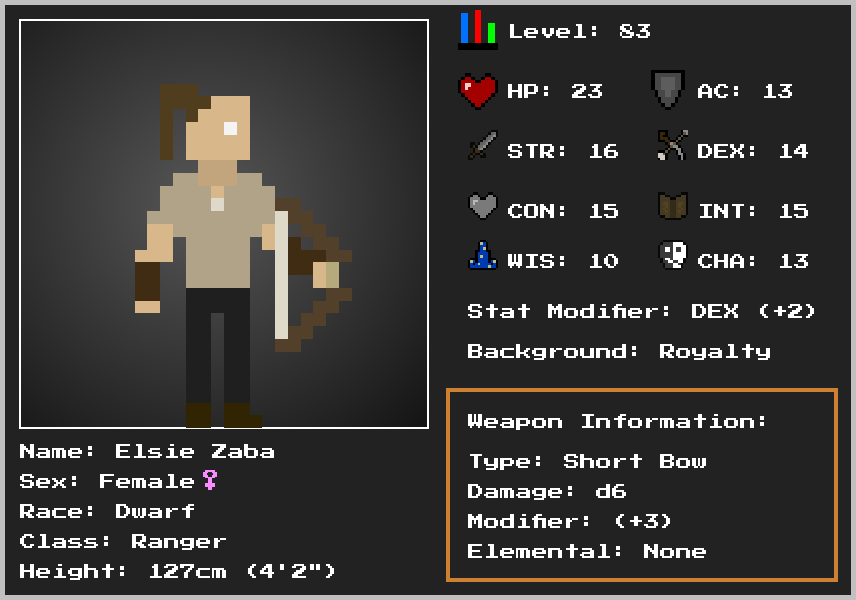 Level: 83
HP: 23 AC: 13
STR: 16 DEX: 14
CON: 15 INT: 15
WIS: 10 CHA: 13
Stat Modifier: DEX (+2)
Background: Royalty
Weapon Information:
Type: Short Bow
Damage: d6
Modifier: (+3)
Elemental: None
Name: Elsie Zaba
Sex: Female♀
Race: Dwarf
Class: Ranger
Height: 127cm (4'2")